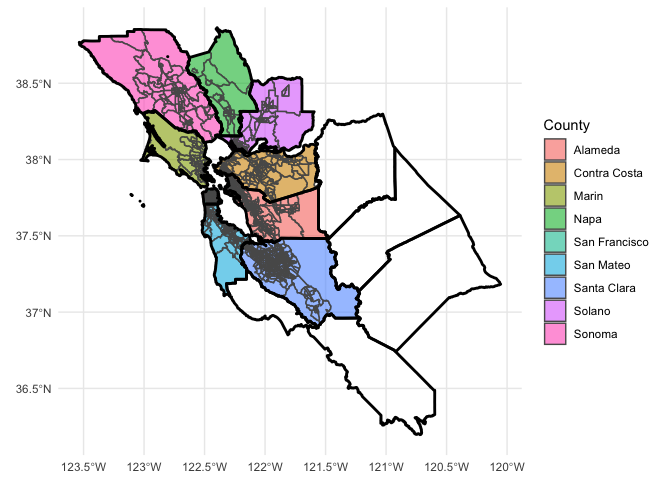 38.5°N
38°N
37.5°N
37°N
36.5°N
123.5°W 123°W 122.5°W 122°W 121.5°W 121°W 120.5°W 120°W
County
Alameda
Contra Costa
Marin
Napa
San Francisco
San Mateo
Santa Clara
Solano
Sonoma